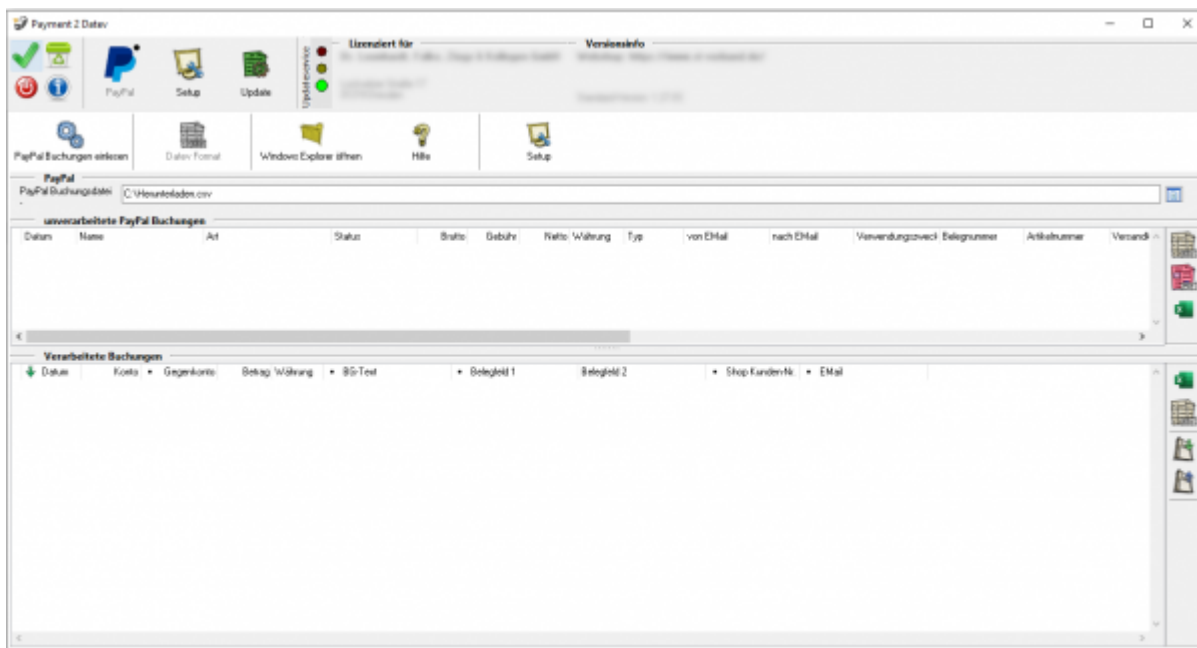 Payment 2 Datev
Lizenziert für
Versionsinfo
Updateservice
PayPal
Setup
Update
PayPal Buchungen einlesen
Datev Format
Windows Explorer öffnen
Hilfe
Setup
PayPal
PayPal Buchungsdatei C:\Herunterladen.csv
unverarbeitete PayPal Buchungen
Datum Name Art Status Brutto Gebühr Netto Währung Typ von EMail nach EMail Verwendungszweck Belegnummer Artikelnummer Versandk
Verarbeitete Buchungen
Datum Konto Gegenkonto Betrag Währung BG-Text Belegfeld 1 Belegfeld 2 Shop Kunden-Nr. EMail